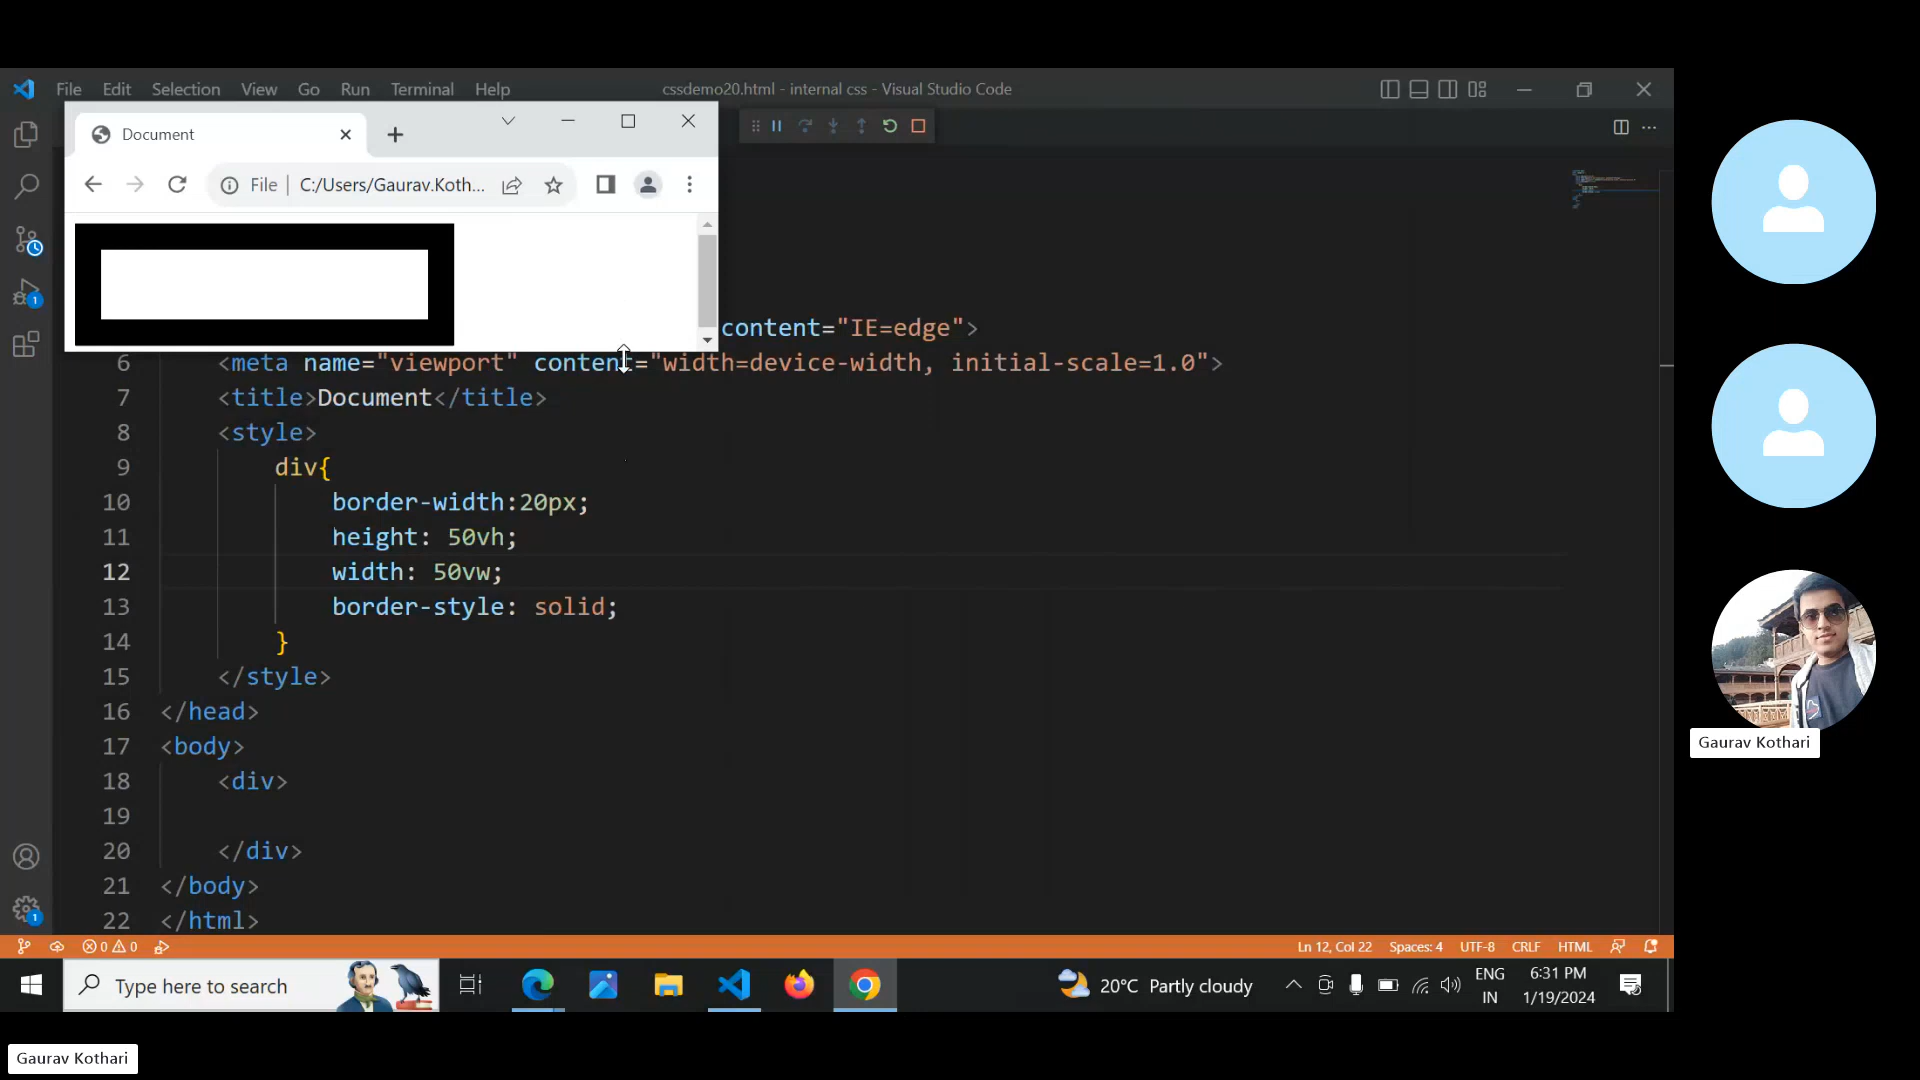 File Edit Selection View Go Run Terminal Help
cssdemo20.html - internal css - Visual Studio Code
Document
File
C:/Users/Gaurav.Koth...
content="IE=edge">
6 <meta name="viewport" content="width=device-width, initial-scale=1.0">
7 <title>Document</title>
8 <style>
9 div{
10 border-width:20px;
11 height: 50vh;
12 width: 50vw;
13 border-style: solid;
14 }
15 </style>
16 </head>
17 <body>
18 <div>
19
20 </div>
21 </body>
22 </html>
1
1
0 0
Ln 12, Col 22 Spaces: 4 UTF-8 CRLF HTML
Type here to search
20°C Partly cloudy
ENG
IN
6:31 PM
1/19/2024
Gaurav Kothari
Gaurav Kothari